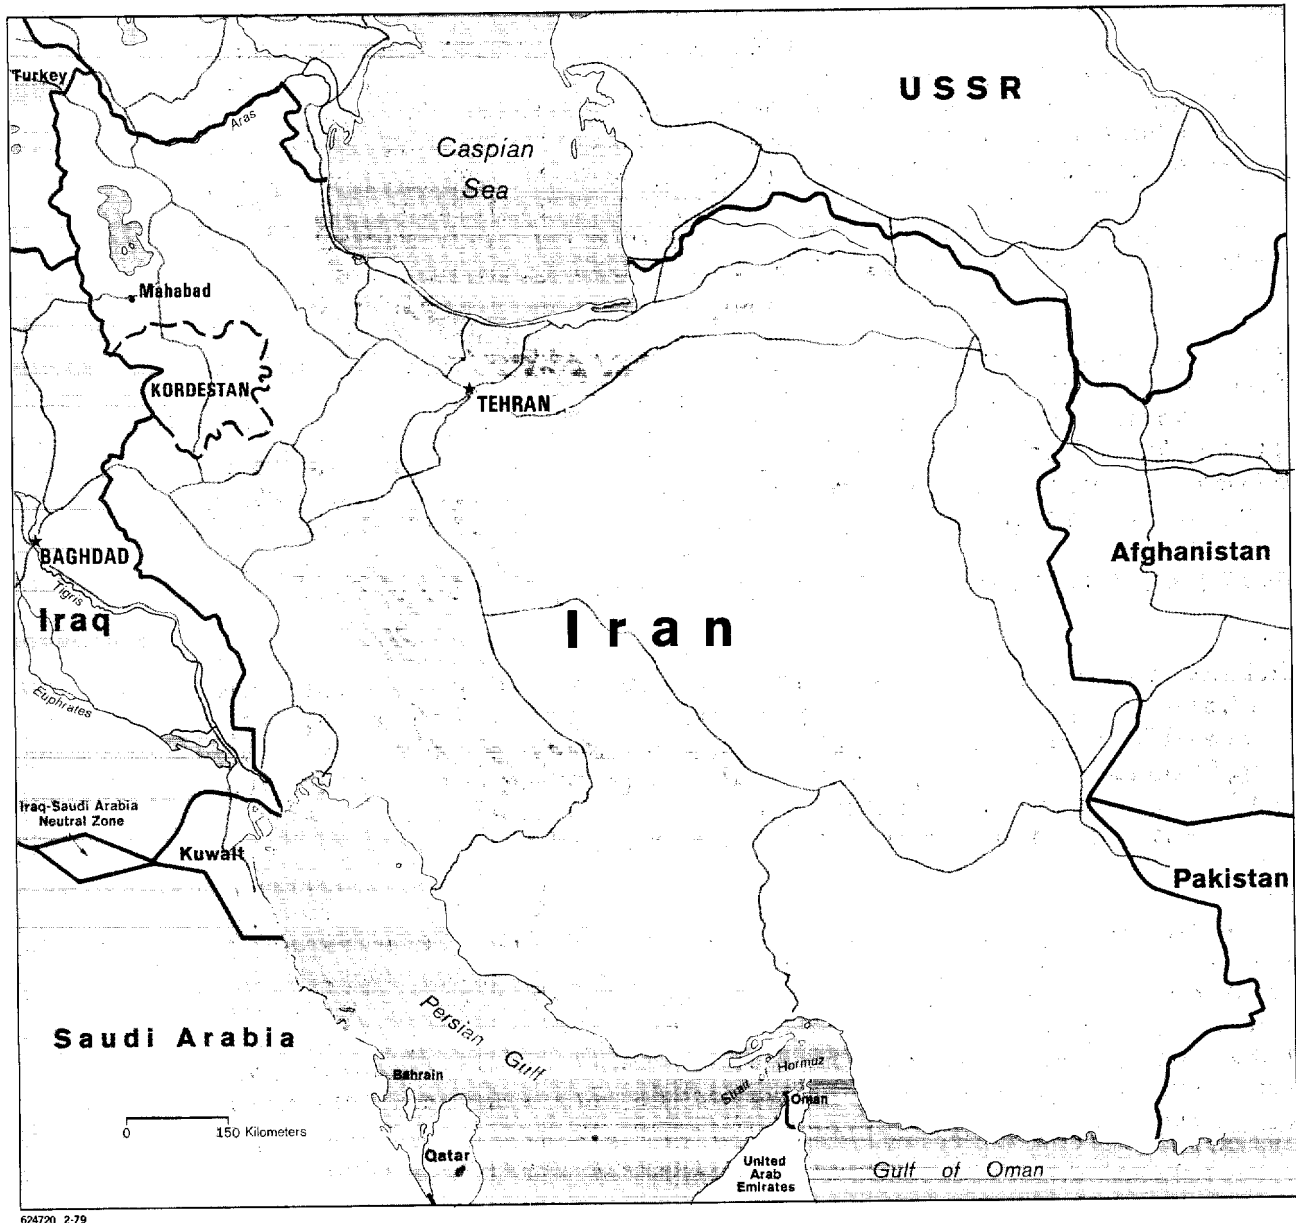 Turkey
USSR
Aras
Caspian
Sea
Mahabad
KORDESTAN
TEHRAN
BAGHDAD
Tigris
Iraq
Iran
Afghanistan
Euphrates
Iraq-Saudi Arabia
Neutral Zone
Kuwait
Pakistan
Saudi Arabia
Persian
Gulf
Strait of Hormuz
Bahrain
Oman
0 150 Kilometers
Qatar
United
Arab
Emirates
Gulf of Oman
624720 2-79